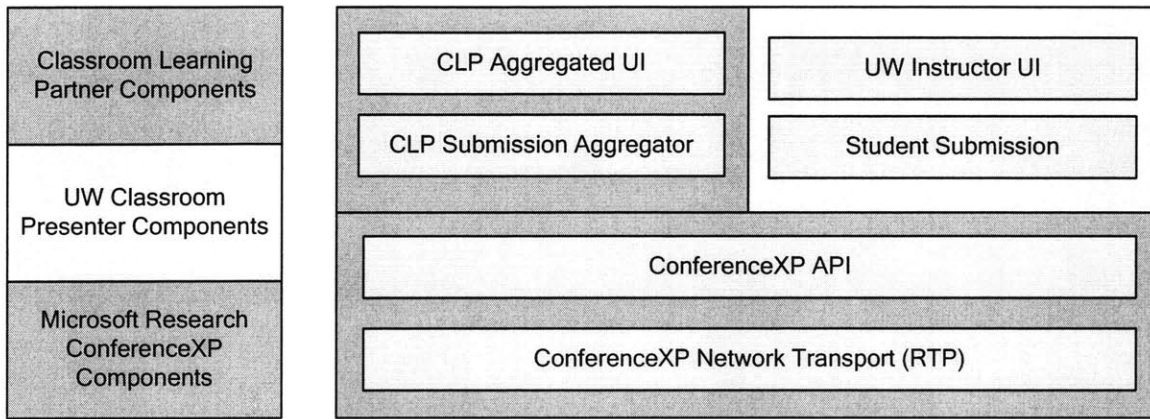 Classroom Learning
Partner Components
UW Classroom
Presenter Components
Microsoft Research
ConferenceXP
Components
CLP Aggregated UI
CLP Submission Aggregator
UW Instructor UI
Student Submission
ConferenceXP API
ConferenceXP Network Transport (RTP)